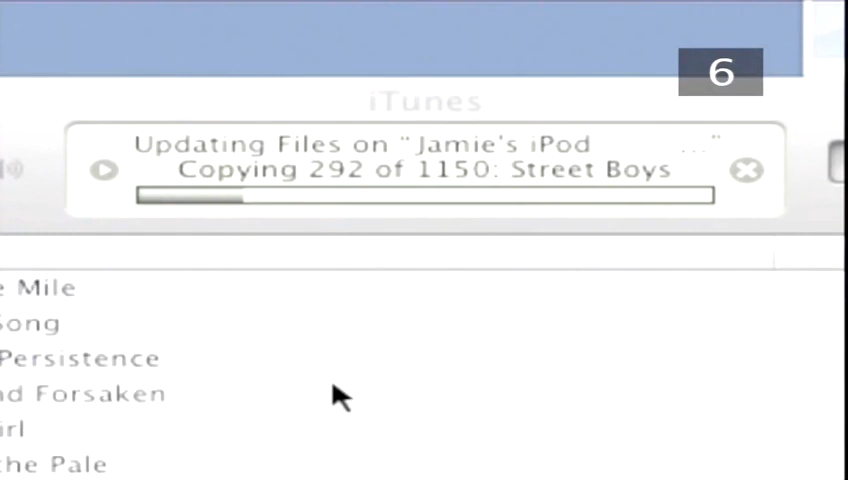 6
iTunes
Updating Files on "Jamie's iPod ..."
Copying 292 of 1150: Street Boys
e Mile
Song
Persistence
nd Forsaken
irl
the Pale